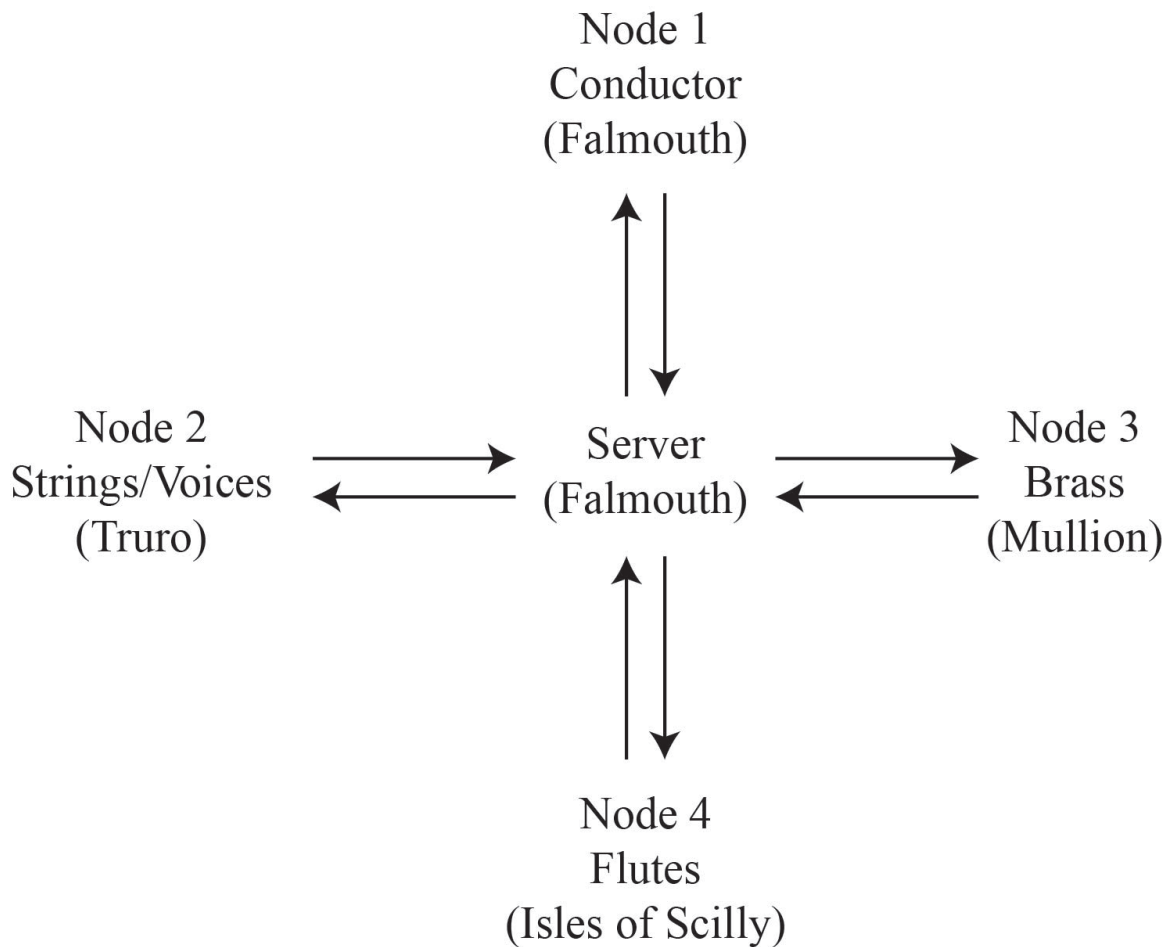 Node 1
Conductor
(Falmouth)
Node 2
Strings/Voices
(Truro)
Server
(Falmouth)
Node 3
Brass
(Mullion)
Node 4
Flutes
(Isles of Scilly)